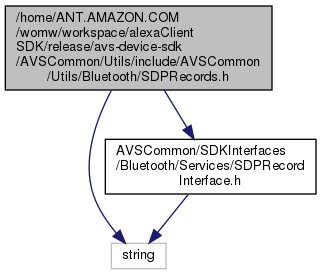 /home/ANT.AMAZON.COM
/womw/workspace/alexaClient
SDK/release/avs-device-sdk
/AVSCommon/Utils/include/AVSCommon
/Utils/Bluetooth/SDPRecords.h
AVSCommon/SDKInterfaces
/Bluetooth/Services/SDPRecord
Interface.h
string